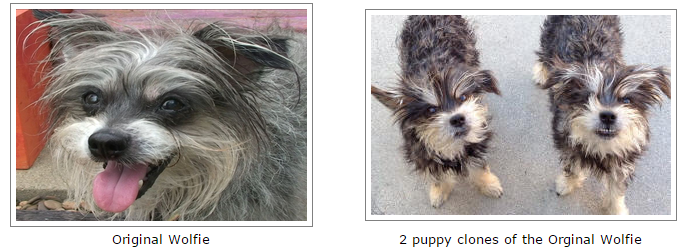 Original Wolfie
2 puppy clones of the Orginal Wolfie